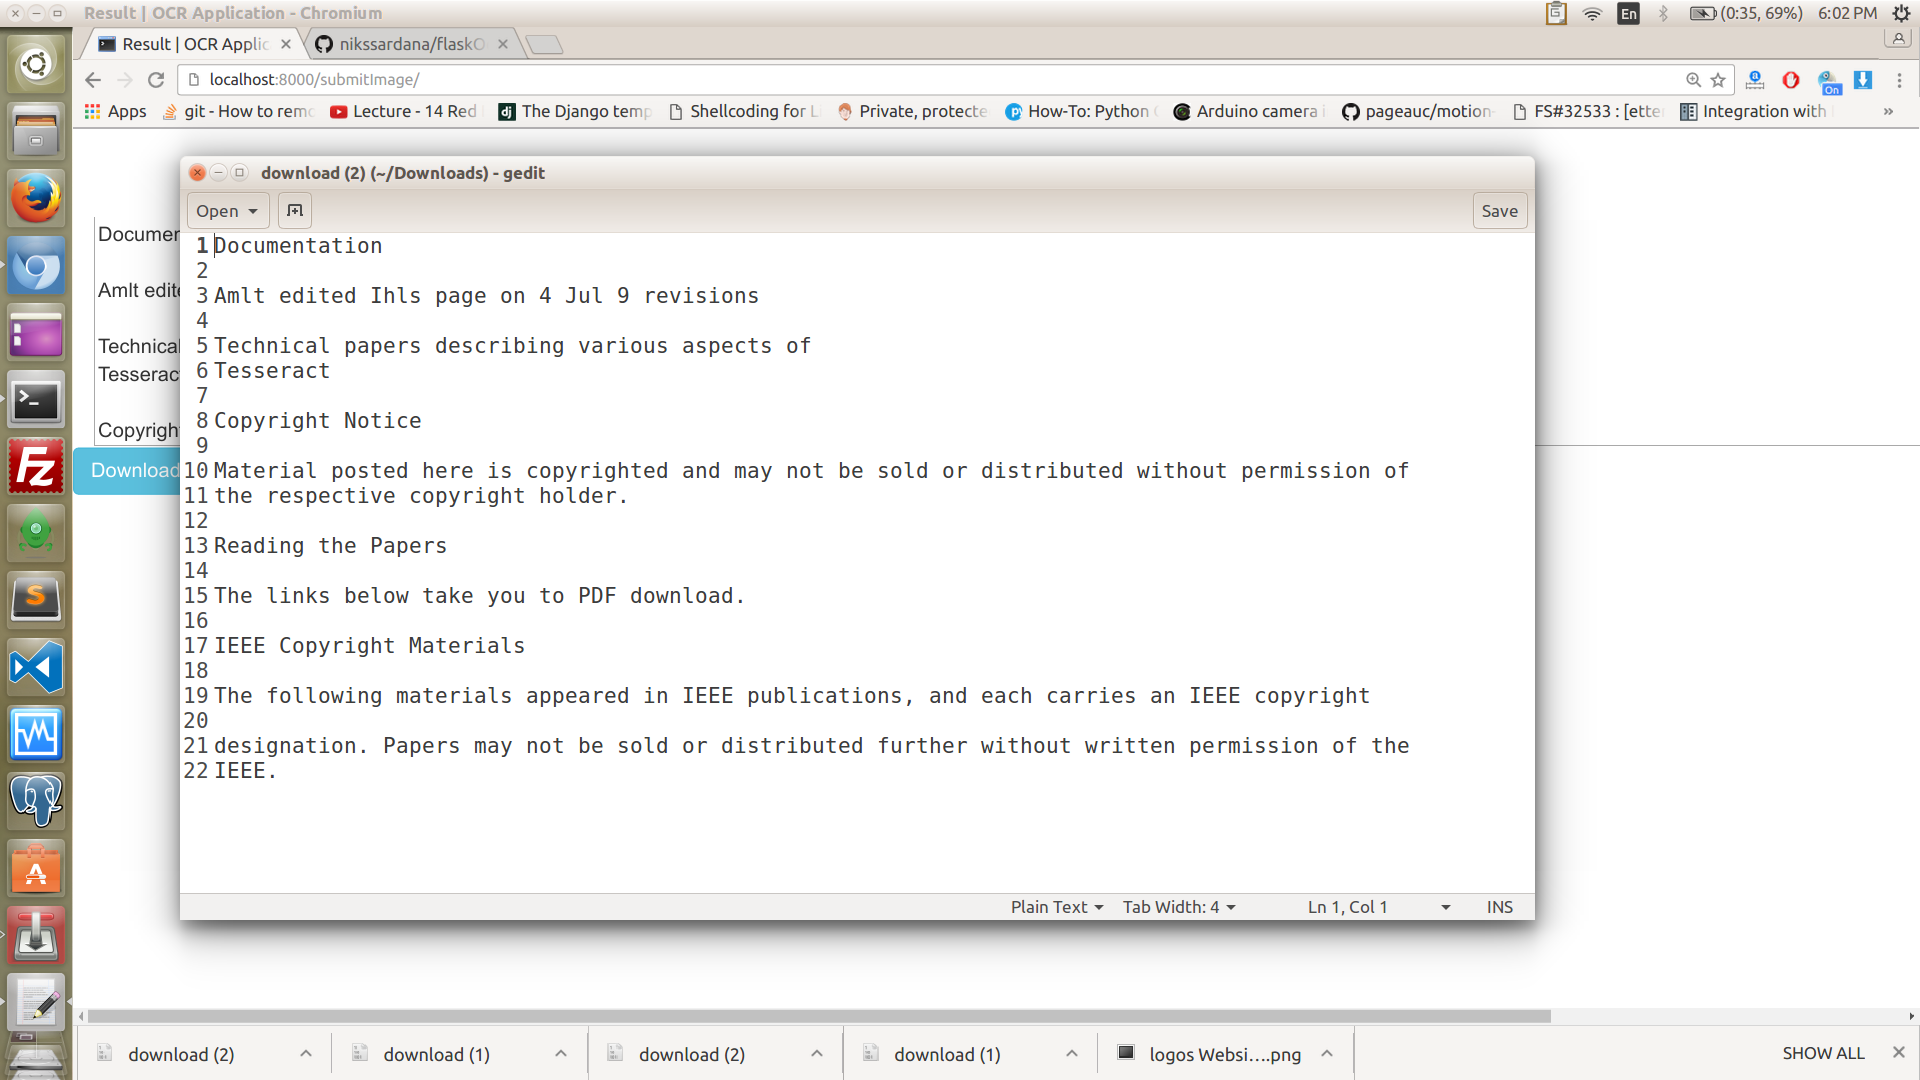 Result | OCR Application - Chromium
En
(0:35, 69%)
6:02 PM
Result | OCR Applic
nikssardana/flaskO
localhost:8000/submitImage/
On
Apps
git - How to remo
Lecture - 14 Red
The Django temp
Shellcoding for L
Private, protecte
How-To: Python
Arduino camera i
pageauc/motion-
FS#32533 : [ette
Integration with
»
download (2) (~/Downloads) - gedit
Open
Save
Documen
Amlt edite
Technical
Tesserac
Copyrigh
Download
1 Documentation
2
3 Amlt edited Ihls page on 4 Jul 9 revisions
4
5 Technical papers describing various aspects of
6 Tesseract
7
8 Copyright Notice
9
10 Material posted here is copyrighted and may not be sold or distributed without permission of
11 the respective copyright holder.
12
13 Reading the Papers
14
15 The links below take you to PDF download.
16
17 IEEE Copyright Materials
18
19 The following materials appeared in IEEE publications, and each carries an IEEE copyright
20
21 designation. Papers may not be sold or distributed further without written permission of the
22 IEEE.
Plain Text
Tab Width: 4
Ln 1, Col 1
INS
download (2)
download (1)
download (2)
download (1)
logos Websi....png
SHOW ALL